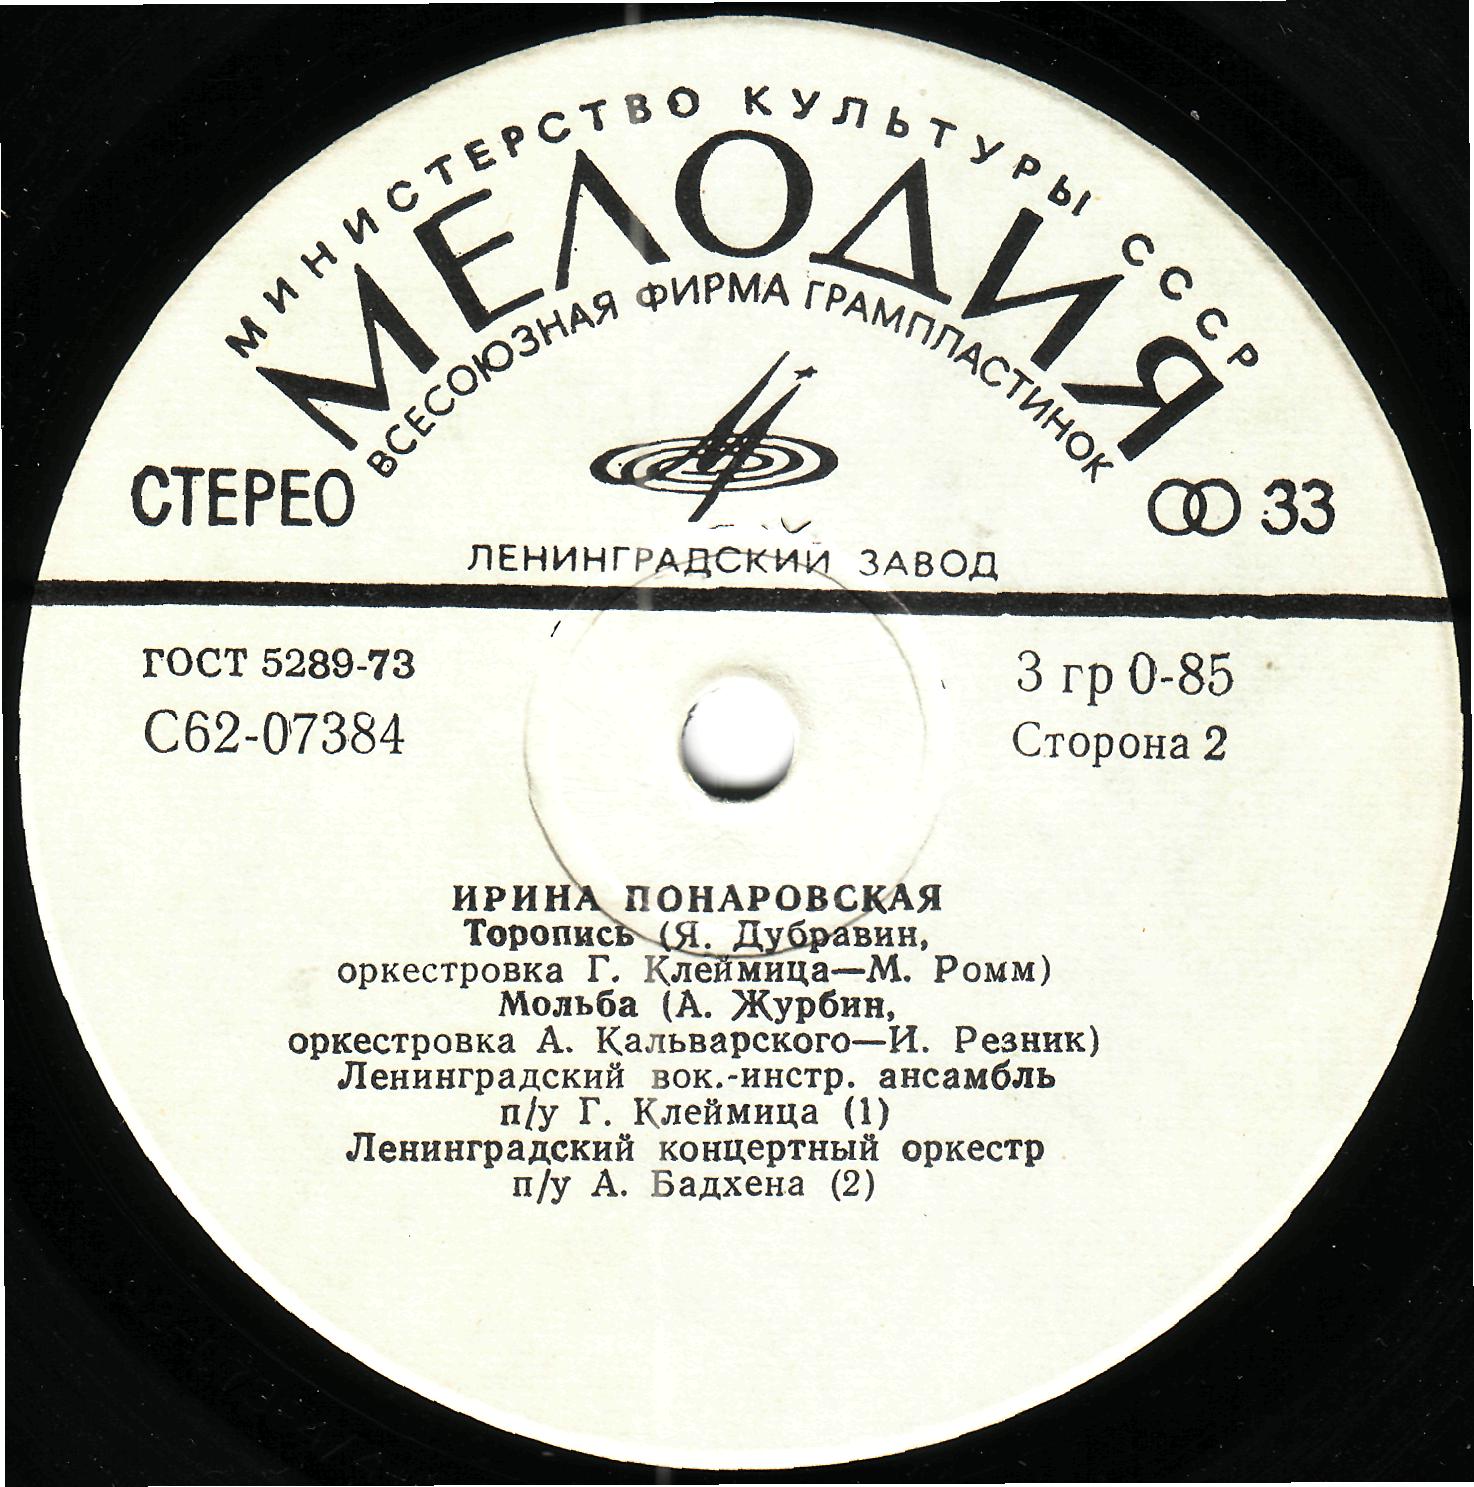 МИНИСТЕРСТВО КУЛЬТУРЫ СССР
МЕЛОДИЯ
ВСЕСОЮЗНАЯ ФИРМА ГРАМПЛАСТИНОК
СТЕРЕО
33
ЛЕНИНГРАДСКИЙ ЗАВОД
ГОСТ 5289-73
3 гр 0-85
С62-07384
Сторона 2
ИРИНА ПОНАРОВСКАЯ
Торопись (Я. Дубравин,
оркестровка Г. Клеймица—М. Ромм)
Мольба (А. Журбин,
оркестровка А. Кальварского—И. Резник)
Ленинградский вок.-инстр. ансамбль
п/у Г. Клеймица (1)
Ленинградский концертный оркестр
п/у А. Бадхена (2)